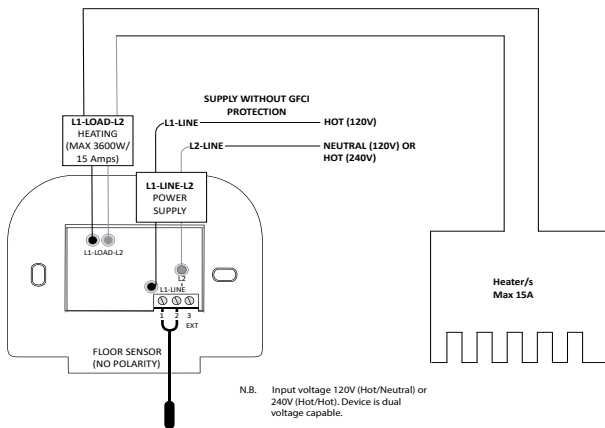 SUPPLY WITHOUT GFCI
PROTECTION
L1-LINE
HOT (120V)
L2-LINE
NEUTRAL (120V) OR
HOT (240V)
L1-LOAD-L2
HEATING
(MAX 3600W/
15 Amps)
L1-LINE-L2
POWER
SUPPLY
L1-LOAD-L2
L2
L1-LINE
1 2 3
EXT
FLOOR SENSOR
(NO POLARITY)
Heater/s
Max 15A
N.B. Input voltage 120V (Hot/Neutral) or
240V (Hot/Hot). Device is dual
voltage capable.